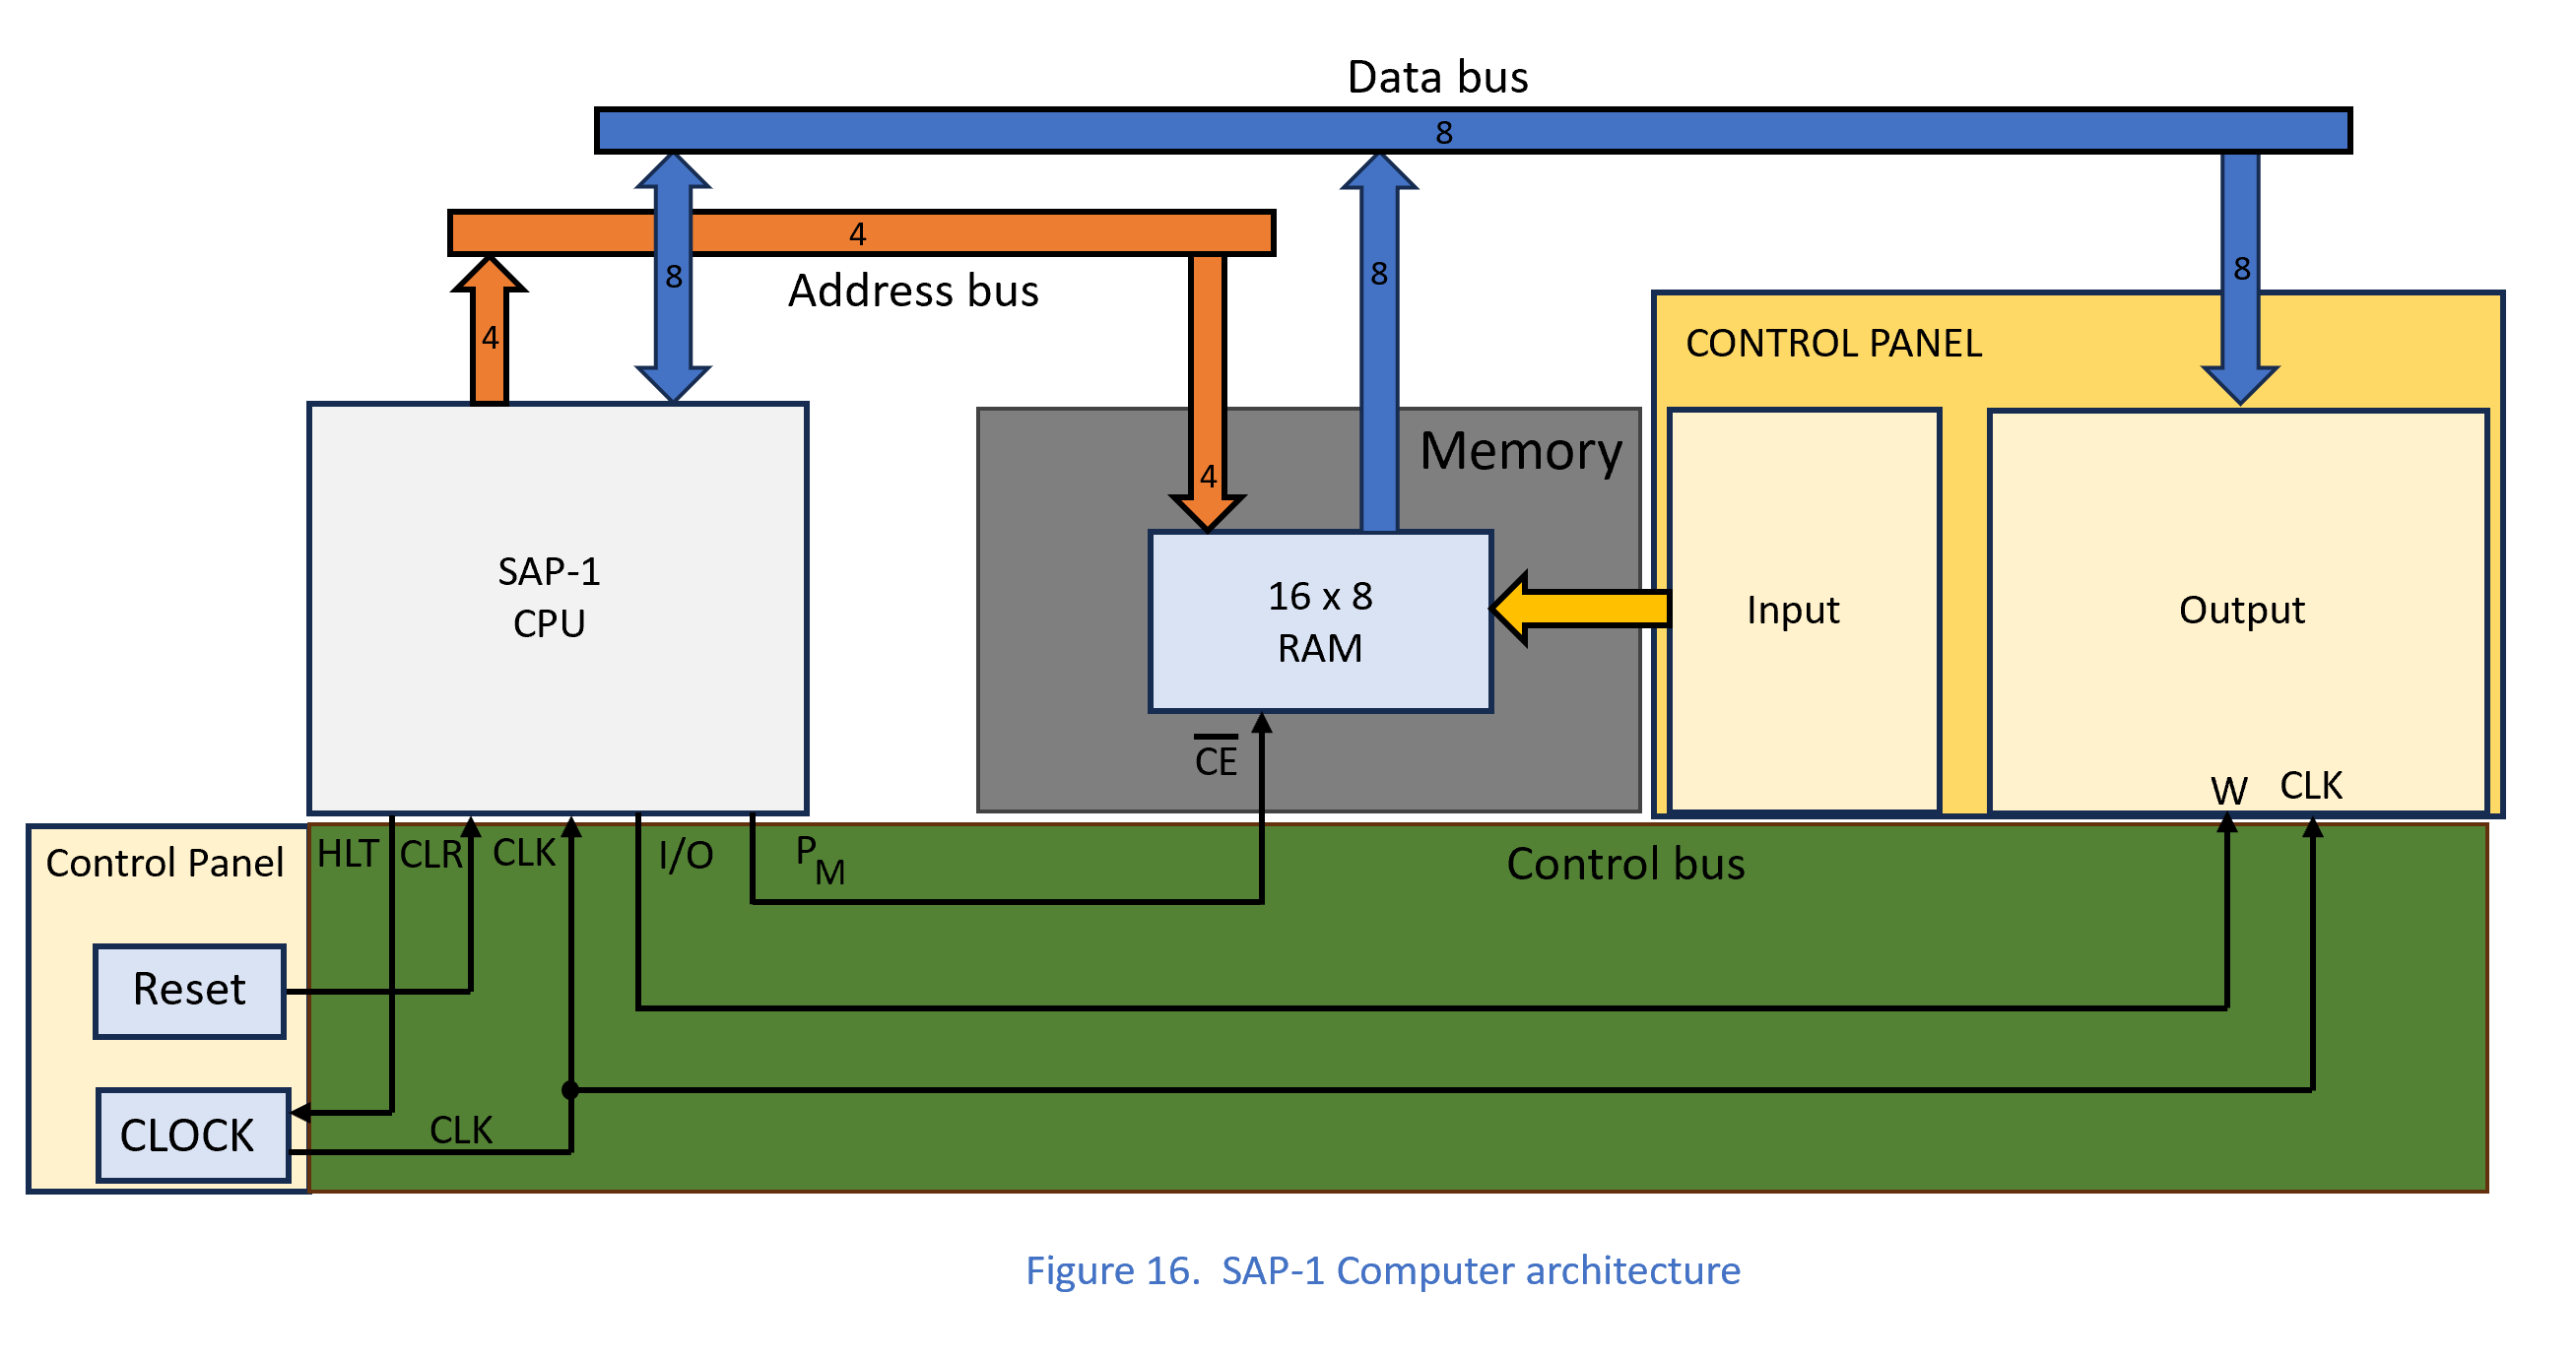 Data bus
8
4
8
Address bus
4
8
8
CONTROL PANEL
Memory
4
SAP-1
CPU
16 x 8
RAM
Input
Output
CE
W
CLK
Control Panel
HLT
CLR
CLK
I/O
PM
Control bus
Reset
CLOCK
CLK
Figure 16. SAP-1 Computer architecture